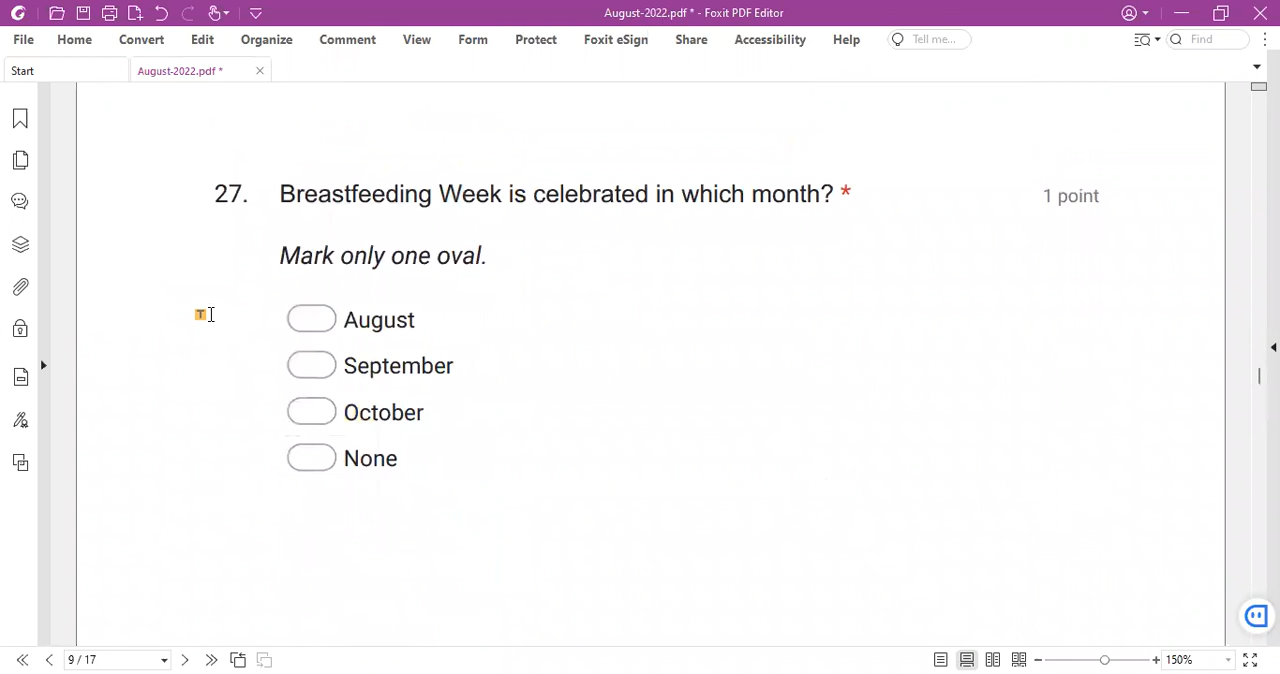 August-2022.pdf * - Foxit PDF Editor
File Home Convert Edit Organize Comment View Form Protect Foxit eSign Share Accessibility Help Tell me... Find
Start August-2022.pdf *
27. Breastfeeding Week is celebrated in which month? * 1 point
Mark only one oval.
T
August
September
October
None
9 / 17 150%